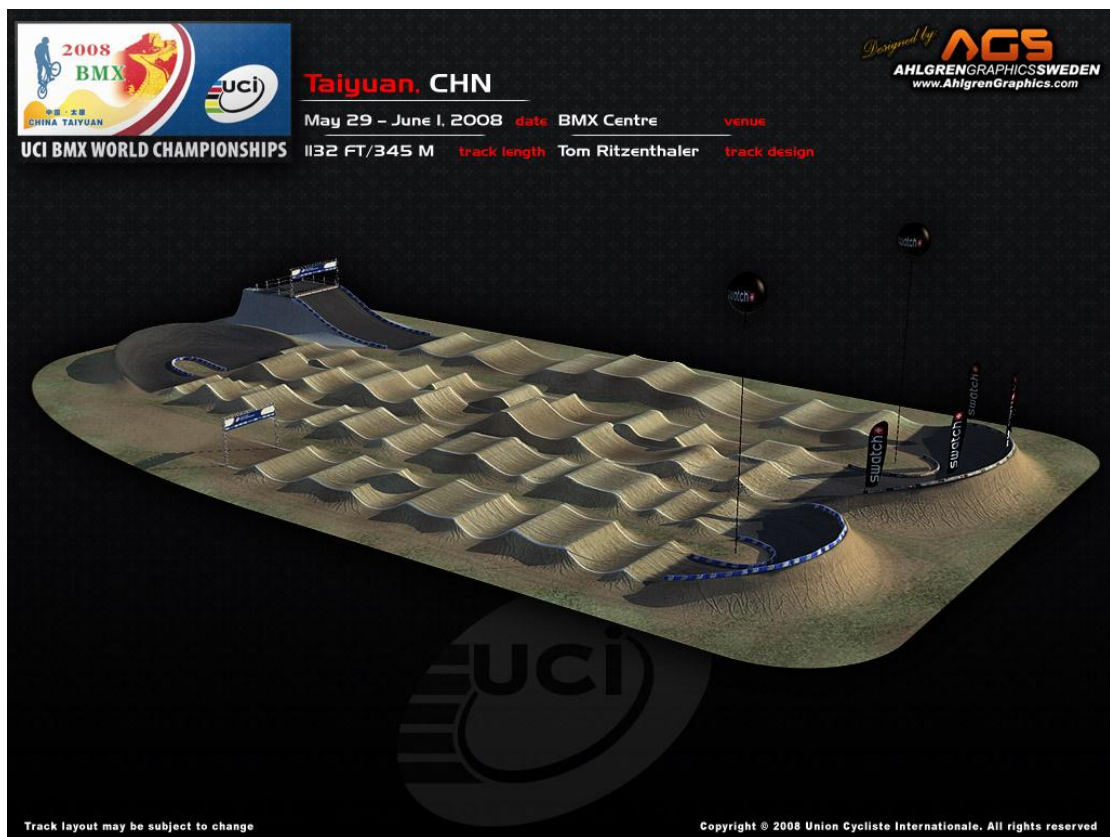 2008
BMX
中国·太原
CHINA TAIYUAN
uci
UCI BMX WORLD CHAMPIONSHIPS
Taiyuan, CHN
May 29 - June 1, 2008 date BMX Centre venue
1132 FT/345 M track length Tom Ritzenthaler track design
Designed by:
AGS
AHLGRENGRAPHICSSWEDEN
www.AhlgrenGraphics.com
swatch
swatch
swatch
swatch
swatch
uci
Track layout may be subject to change
Copyright © 2008 Union Cycliste Internationale. All rights reserved